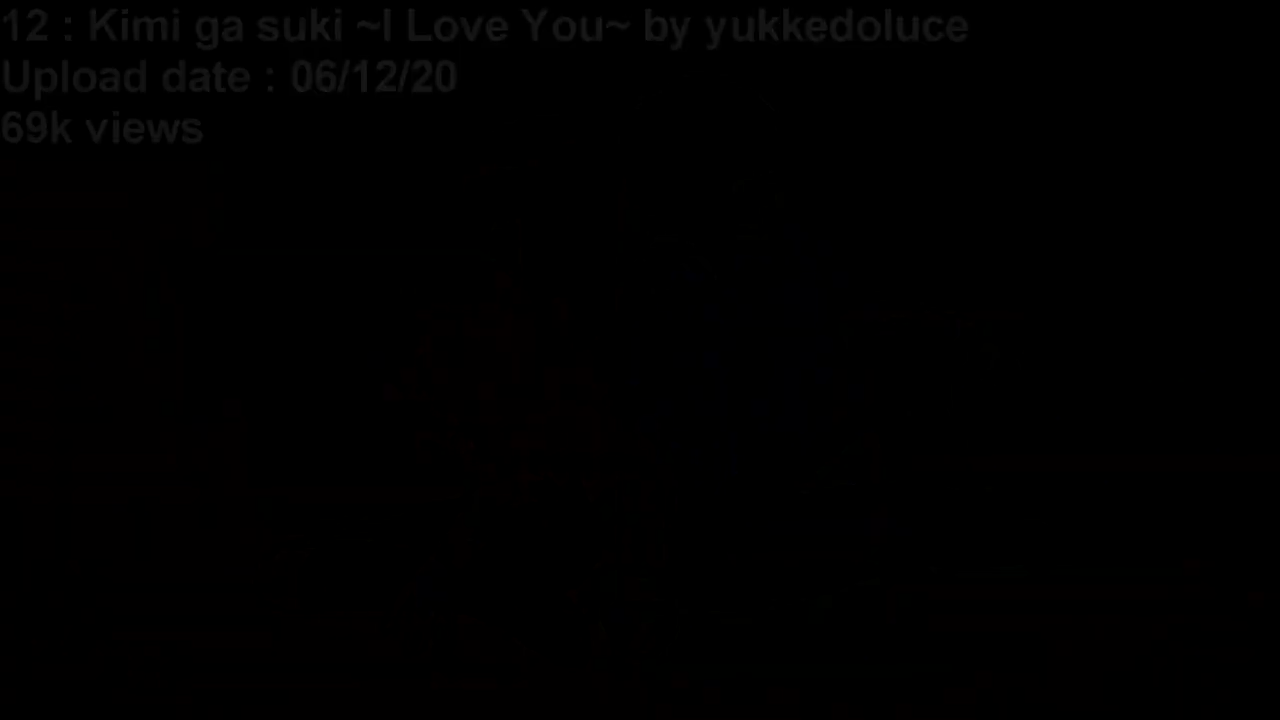 12 : Kimi ga suki ~I Love You~ by yukkedoluce
Upload date : 06/12/20
69k views